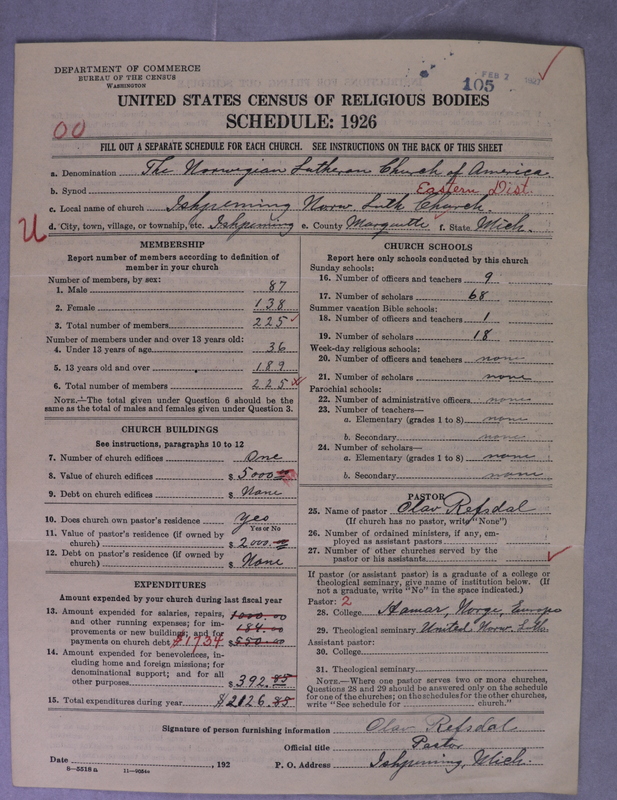 DEPARTMENT OF COMMERCE
BUREAU OF THE CENSUS
WASHINGTON
FEB 2 1927
105
UNITED STATES CENSUS OF RELIGIOUS BODIES
SCHEDULE: 1926
00
FILL OUT A SEPARATE SCHEDULE FOR EACH CHURCH. SEE INSTRUCTIONS ON THE BACK OF THIS SHEET
a. Denomination The Norwegian Lutheran Church of America
b. Synod Eastern Dist.
c. Local name of church Ishpeming Norw. Luth Church.
U
d. City, town, village, or township, etc. Ishpeming e. County Marquette f. State Mich.
MEMBERSHIP
Report number of members according to definition of
member in your church
Number of members, by sex:
1. Male 87
2. Female 138
3. Total number of members 225
Number of members under and over 13 years old:
4. Under 13 years of age 36
5. 13 years old and over 189
6. Total number of members 225
NOTE.—The total given under Question 6 should be the
same as the total of males and females given under Question 3.
CHURCH BUILDINGS
See instructions, paragraphs 10 to 12
7. Number of church edifices One
8. Value of church edifices $ 5000
9. Debt on church edifices $ None
10. Does church own pastor's residence Yes
Yes or No
11. Value of pastor's residence (if owned by
church) $ 2000.
12. Debt on pastor's residence (if owned by
church) $ None
EXPENDITURES
Amount expended by your church during last fiscal year
13. Amount expended for salaries, repairs,
and other running expenses; for im-
provements or new buildings; and for
payments on church debt $1734 1000.00
184.00
$ 550.00
14. Amount expended for benevolences, in-
cluding home and foreign missions; for
denominational support; and for all
other purposes $ 392.85
15. Total expenditures during year $2126.85
CHURCH SCHOOLS
Report here only schools conducted by this church
Sunday schools:
16. Number of officers and teachers 9
17. Number of scholars 68
Summer vacation Bible schools:
18. Number of officers and teachers 1
19. Number of scholars 18
Week-day religious schools:
20. Number of officers and teachers none
21. Number of scholars none
Parochial schools:
22. Number of administrative officers none
23. Number of teachers—
a. Elementary (grades 1 to 8) none
b. Secondary none
24. Number of scholars—
a. Elementary (grades 1 to 8) none
b. Secondary none
PASTOR
25. Name of pastor Olav Refsdal
(If church has no pastor, write "None")
26. Number of ordained ministers, if any, em-
ployed as assistant pastors
27. Number of other churches served by the
pastor or his assistants
If pastor (or assistant pastor) is a graduate of a college or
theological seminary, give name of institution below. (If
not a graduate, write "No" in the space indicated.)
Pastor: 2
28. College Hamar, Norge, Europe
29. Theological seminary United Norw. Luth.
Assistant pastor:
30. College
31. Theological seminary
NOTE.—Where one pastor serves two or more churches,
Questions 28 and 29 should be answered only on the schedule
for one of the churches; on the schedules for the other churches,
write "See schedule for church."
Signature of person furnishing information Olav Refsdal
Official title Pastor
Date , 192 P. O. Address Ishpeming, Mich.
8—5518a 11—9054